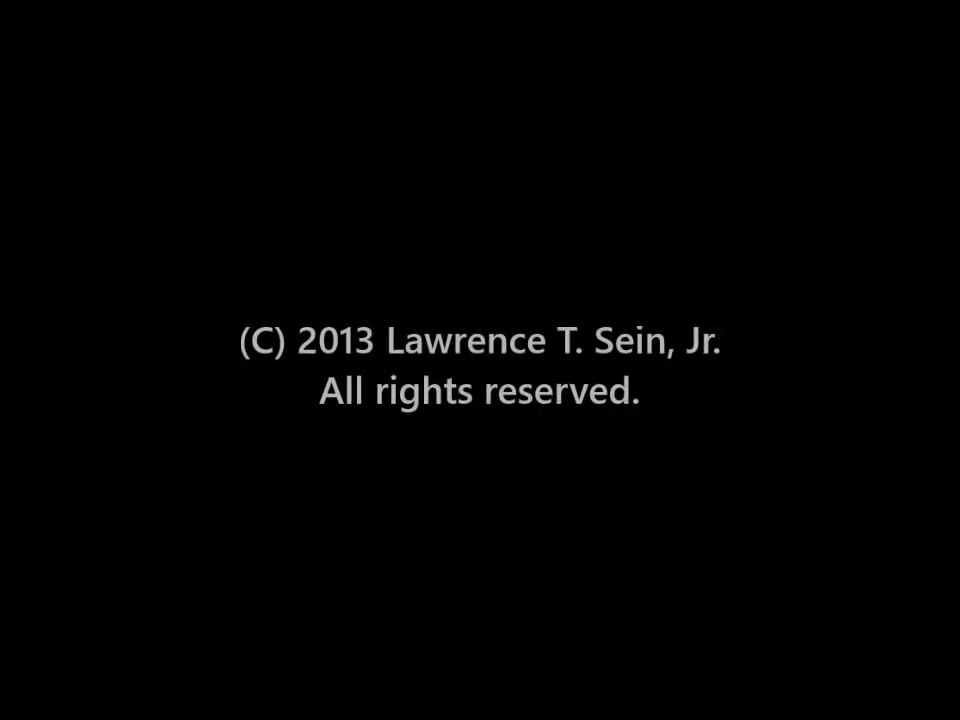 (C) 2013 Lawrence T. Sein, Jr.
All rights reserved.